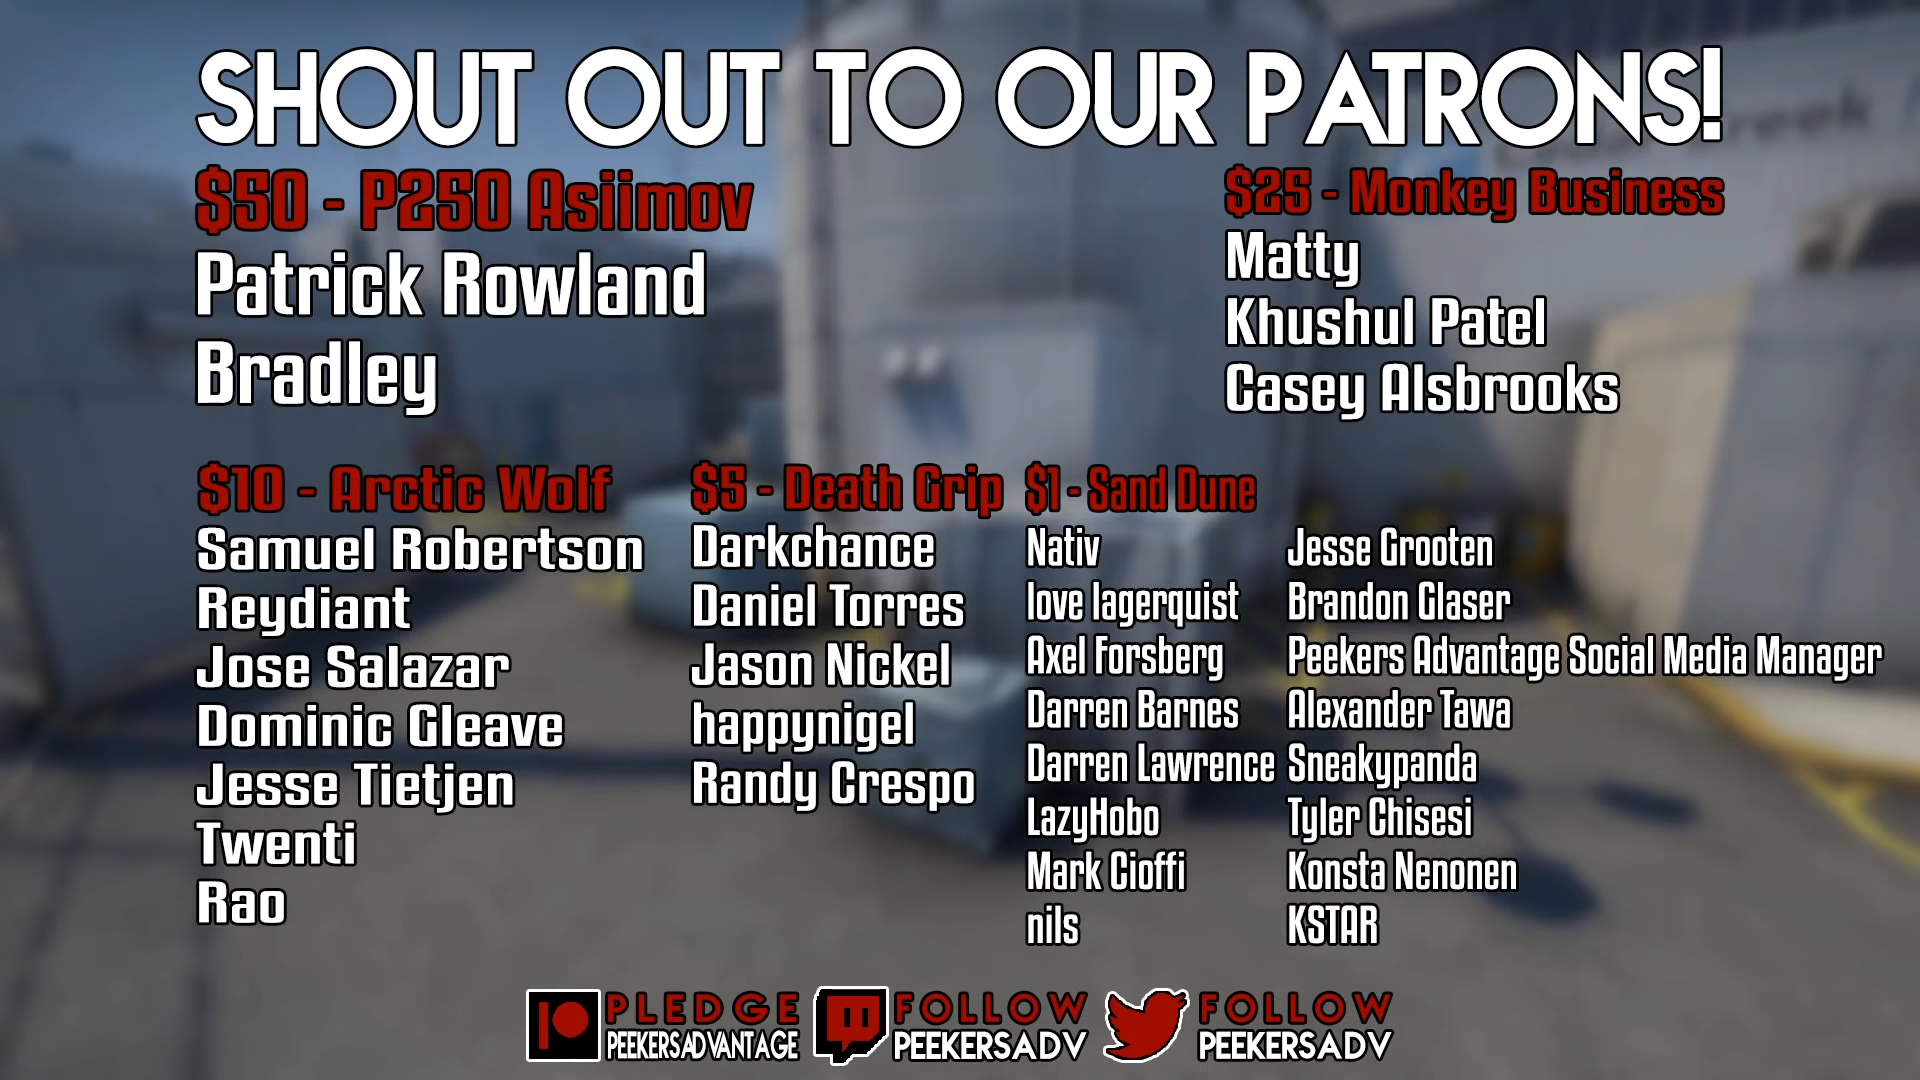 SHOUT OUT TO OUR PATRONS!
$50 - P250 Asiimov
Patrick Rowland
Bradley
$25 - Monkey Business
Matty
Khushul Patel
Casey Alsbrooks
$10 - Arctic Wolf
Samuel Robertson
Reydiant
Jose Salazar
Dominic Gleave
Jesse Tietjen
Twenti
Rao
$5 - Death Grip
Darkchance
Daniel Torres
Jason Nickel
happynigel
Randy Crespo
$1 - Sand Dune
Nativ
love lagerquist
Axel Forsberg
Darren Barnes
Darren Lawrence
LazyHobo
Mark Cioffi
nils
Jesse Grooten
Brandon Glaser
Peekers Advantage Social Media Manager
Alexander Tawa
Sneakypanda
Tyler Chisesi
Konsta Nenonen
KSTAR
PLEDGE
PEEKERSADVANTAGE
FOLLOW
PEEKERSADV
FOLLOW
PEEKERSADV